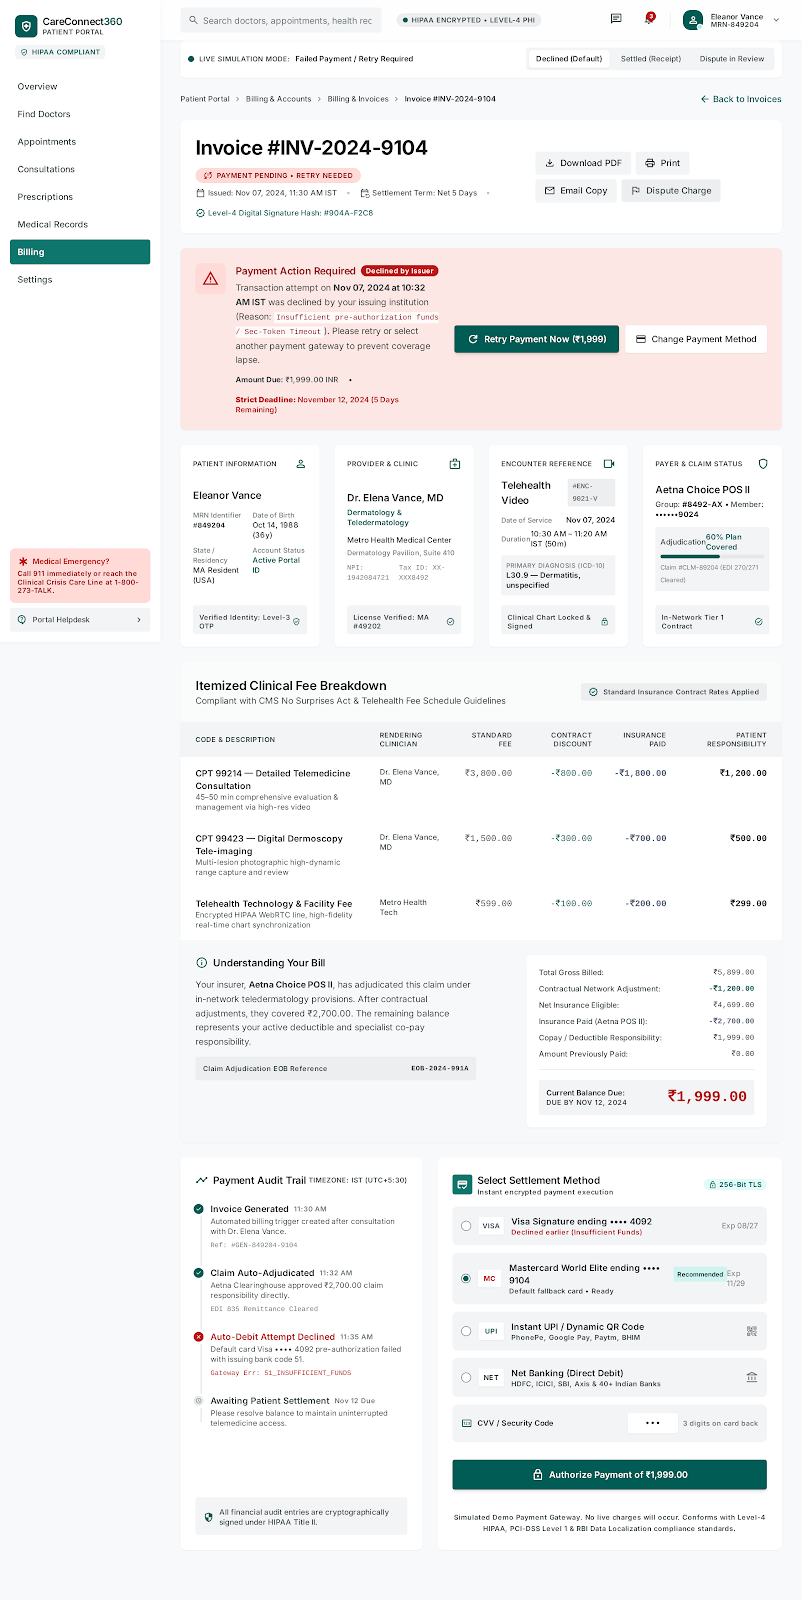 CareConnect360
PATIENT PORTAL
HIPAA COMPLIANT
Overview
Find Doctors
Appointments
Consultations
Prescriptions
Medical Records
Billing
Settings
Medical Emergency?
Call 911 immediately or reach the
Clinical Crisis Care Line at 1-800-
273-TALK.
Portal Helpdesk
Search doctors, appointments, health rec
HIPAA ENCRYPTED • LEVEL-4 PHI
3
Eleanor Vance
MRN-849204
LIVE SIMULATION MODE: Failed Payment / Retry Required
Declined (Default)
Settled (Receipt)
Dispute in Review
Patient Portal > Billing & Accounts > Billing & Invoices > Invoice #INV-2024-9104
← Back to Invoices
Invoice #INV-2024-9104
PAYMENT PENDING • RETRY NEEDED
Issued: Nov 07, 2024, 11:30 AM IST • Settlement Term: Net 5 Days •
Level-4 Digital Signature Hash: #904A-F2C8
Download PDF
Print
Email Copy
Dispute Charge
Payment Action Required Declined by Issuer
Transaction attempt on Nov 07, 2024 at 10:32
AM IST was declined by your issuing institution
(Reason: Insufficient pre-authorization funds
/ Sec-Token Timeout ). Please retry or select
another payment gateway to prevent coverage
lapse.
Amount Due: ₹1,999.00 INR •
Strict Deadline: November 12, 2024 (5 Days
Remaining)
Retry Payment Now (₹1,999)
Change Payment Method
PATIENT INFORMATION
Eleanor Vance
MRN Identifier
#849204
Date of Birth
Oct 14, 1988
(36y)
State /
Residency
MA Resident
(USA)
Account Status
Active Portal
ID
Verified Identity: Level-3
OTP
PROVIDER & CLINIC
Dr. Elena Vance, MD
Dermatology &
Teledermatology
Metro Health Medical Center
Dermatology Pavilion, Suite 410
NPI:
1942084721
Tax ID: XX-
XXX8492
License Verified: MA
#49202
ENCOUNTER REFERENCE
Telehealth
Video
#ENC-
9021-V
Date of Service
Nov 07, 2024
Duration
10:30 AM – 11:20 AM
IST (50m)
PRIMARY DIAGNOSIS (ICD-10)
L30.9 — Dermatitis,
unspecified
Clinical Chart Locked &
Signed
PAYER & CLAIM STATUS
Aetna Choice POS II
Group: #8492-AX • Member:
••••••9024
Adjudication
60% Plan
Covered
Claim #CLM-89204 (EDI 270/271
Cleared)
In-Network Tier 1
Contract
Itemized Clinical Fee Breakdown
Compliant with CMS No Surprises Act & Telehealth Fee Schedule Guidelines
Standard Insurance Contract Rates Applied
CODE & DESCRIPTION
RENDERING
CLINICIAN
STANDARD
FEE
CONTRACT
DISCOUNT
INSURANCE
PAID
PATIENT
RESPONSIBILITY
CPT 99214 — Detailed Telemedicine
Consultation
45–50 min comprehensive evaluation &
management via high-res video
Dr. Elena Vance,
MD
₹3,800.00
-₹800.00
-₹1,800.00
₹1,200.00
CPT 99423 — Digital Dermoscopy
Tele-imaging
Multi-lesion photographic high-dynamic
range capture and review
Dr. Elena Vance,
MD
₹1,500.00
-₹300.00
-₹700.00
₹500.00
Telehealth Technology & Facility Fee
Encrypted HIPAA WebRTC line, high-fidelity
real-time chart synchronization
Metro Health
Tech
₹599.00
-₹100.00
-₹200.00
₹299.00
Understanding Your Bill
Your insurer, Aetna Choice POS II, has adjudicated this claim under
in-network teledermatology provisions. After contractual
adjustments, they covered ₹2,700.00. The remaining balance
represents your active deductible and specialist co-pay
responsibility.
Claim Adjudication EOB Reference
EOB-2024-991A
Total Gross Billed: ₹5,899.00
Contractual Network Adjustment: -₹1,200.00
Net Insurance Eligible: ₹4,699.00
Insurance Paid (Aetna POS II): -₹2,700.00
Copay / Deductible Responsibility: ₹1,999.00
Amount Previously Paid: ₹0.00
Current Balance Due:
DUE BY NOV 12, 2024
₹1,999.00
Payment Audit Trail TIMEZONE: IST (UTC+5:30)
Invoice Generated 11:30 AM
Automated billing trigger created after consultation
with Dr. Elena Vance.
Ref: #GEN-849204-9104
Claim Auto-Adjudicated 11:32 AM
Aetna Clearinghouse approved ₹2,700.00 claim
responsibility directly.
EDI 835 Remittance Cleared
Auto-Debit Attempt Declined 11:35 AM
Default card Visa •••• 4092 pre-authorization failed
with issuing bank code 51.
Gateway Err: 51_INSUFFICIENT_FUNDS
Awaiting Patient Settlement Nov 12 Due
Please resolve balance to maintain uninterrupted
telemedicine access.
All financial audit entries are cryptographically
signed under HIPAA Title II.
Select Settlement Method
Instant encrypted payment execution
256-Bit TLS
VISA
Visa Signature ending •••• 4092
Declined earlier (Insufficient Funds)
Exp 08/27
MC
Mastercard World Elite ending ••••
9104
Default fallback card • Ready
Recommended
Exp
11/29
UPI
Instant UPI / Dynamic QR Code
PhonePe, Google Pay, Paytm, BHIM
NET
Net Banking (Direct Debit)
HDFC, ICICI, SBI, Axis & 40+ Indian Banks
CVV / Security Code
•••
3 digits on card back
Authorize Payment of ₹1,999.00
Simulated Demo Payment Gateway. No live charges will occur. Conforms with Level-4
HIPAA, PCI-DSS Level 1 & RBI Data Localization compliance standards.